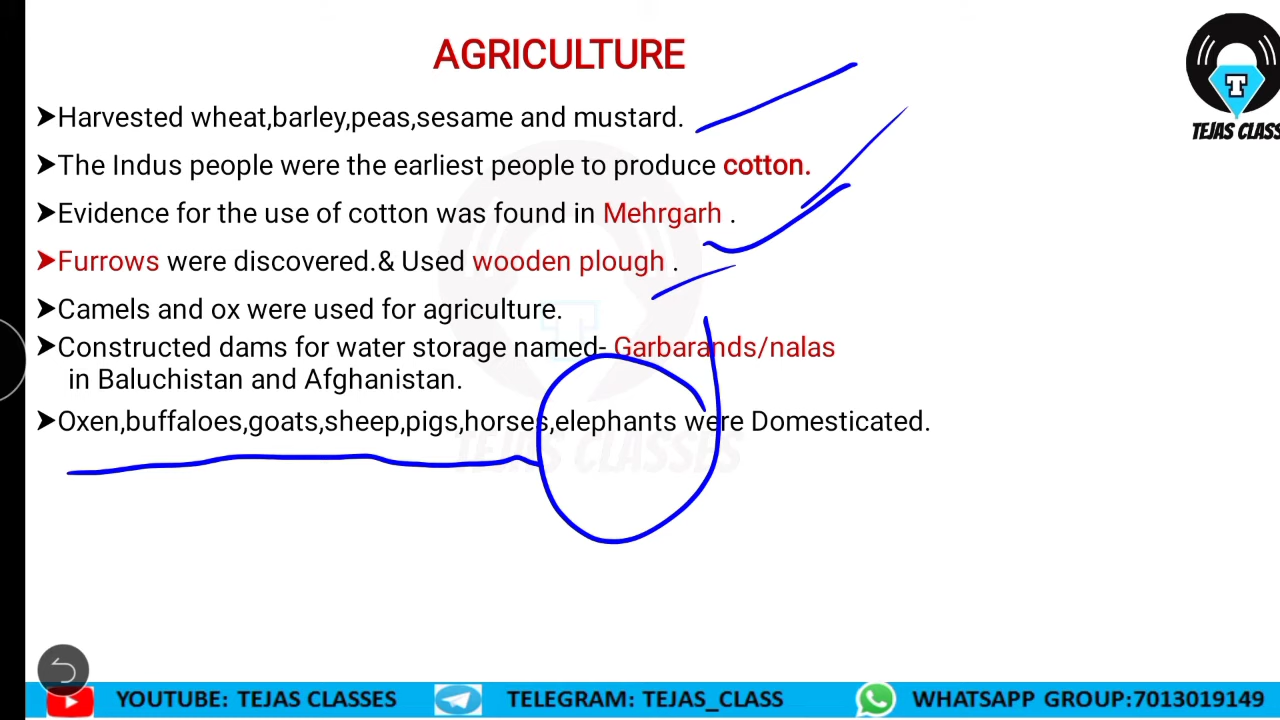 AGRICULTURE
T
TEJAS CLASS
➤Harvested wheat,barley,peas,sesame and mustard.
➤The Indus people were the earliest people to produce cotton.
➤Evidence for the use of cotton was found in Mehrgarh .
➤Furrows were discovered.& Used wooden plough .
➤Camels and ox were used for agriculture.
➤Constructed dams for water storage named- Garbarands/nalas
in Baluchistan and Afghanistan.
➤Oxen,buffaloes,goats,sheep,pigs,horses,elephants were Domesticated.
TEJAS CLASSES
YOUTUBE: TEJAS CLASSES TELEGRAM: TEJAS_CLASS WHATSAPP GROUP:7013019149